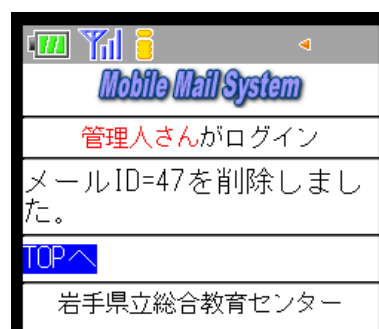 Mobile Mail System
管理人さんがログイン
メールID=47を削除しまし
た。
TOPへ
岩手県立総合教育センター